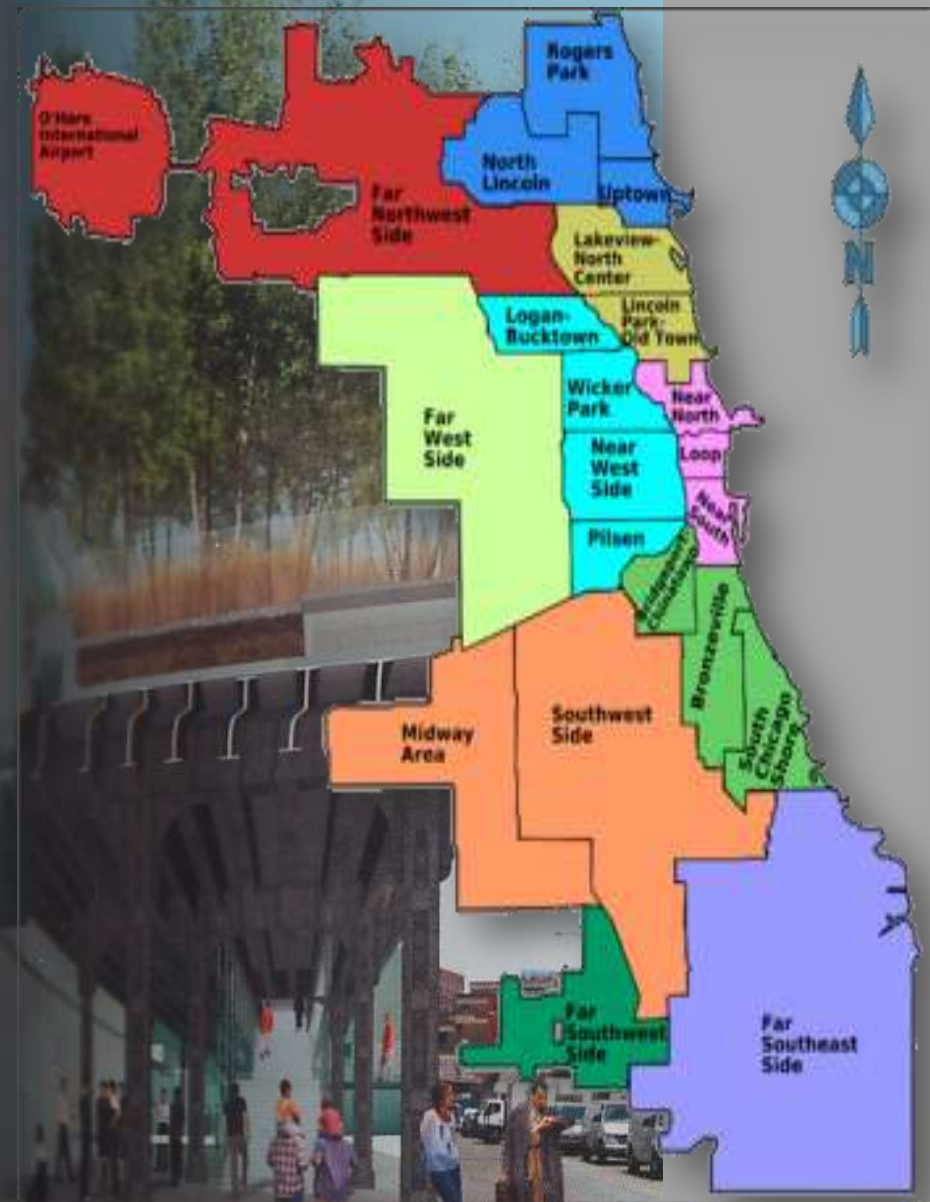 Rogers
Park
O'Hare
International
Airport
North
Lincoln
Uptown
Far
Northwest
Side
Lakeview-
North
Center
N
Logan-
Bucktown
Lincoln
Park-
Old Town
Wicker
Park
Near
North
Far
West
Side
Near
West
Side
Loop
Near
South
Pilsen
Bridgeport
Chinatown
Bronzeville
Midway
Area
Southwest
Side
South
Chicago
Shore
Far
Southwest
Side
Far
Southeast
Side